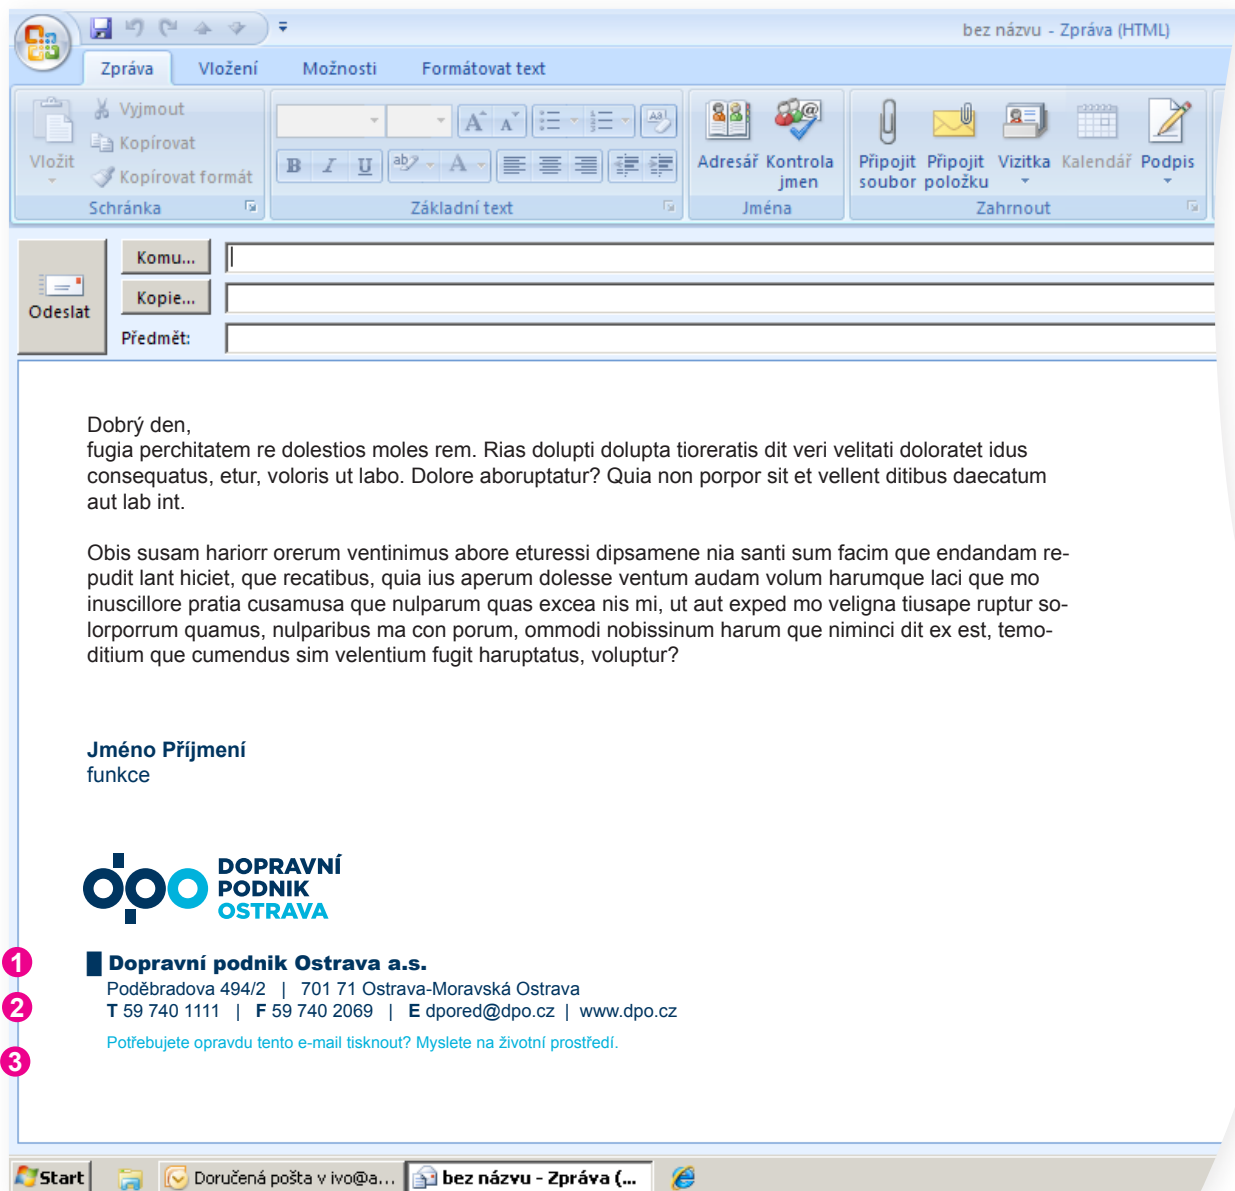 bez názvu - Zpráva (HTML)
Zpráva Vložení Možnosti Formátovat text
Vložit
Vyjmout
Kopírovat
Kopírovat formát
Schránka
B I U
Základní text
Adresář Kontrola jmen
Jména
Připojit soubor Připojit položku Vizitka Kalendář Podpis
Zahrnout
Odeslat
Komu...
Kopie...
Předmět:
Dobrý den,
fugia perchitatem re dolestios moles rem. Rias dolupti dolupta tioreratis dit veri velitati doloratet idus
consequatus, etur, voloris ut labo. Dolore aboruptatur? Quia non porpor sit et vellent ditibus daecatum
aut lab int.
Obis susam hariorr orerum ventinimus abore eturessi dipsamene nia santi sum facim que endandam re-
pudit lant hiciet, que recatibus, quia ius aperum dolesse ventum audam volum harumque laci que mo
inuscillore pratia cusamusa que nulparum quas excea nis mi, ut aut exped mo veligna tiusape ruptur so-
lorporrum quamus, nulparibus ma con porum, ommodi nobissinum harum que niminci dit ex est, temo-
ditium que cumendus sim velentium fugit haruptatus, voluptur?
Jméno Příjmení
funkce
dpo
DOPRAVNÍ
PODNIK
OSTRAVA
1
Dopravní podnik Ostrava a.s.
Poděbradova 494/2 | 701 71 Ostrava-Moravská Ostrava
2
T 59 740 1111 | F 59 740 2069 | E dpored@dpo.cz | www.dpo.cz
Potřebujete opravdu tento e-mail tisknout? Myslete na životní prostředí.
3
Start
Doručená pošta v ivo@a...
bez názvu - Zpráva (...